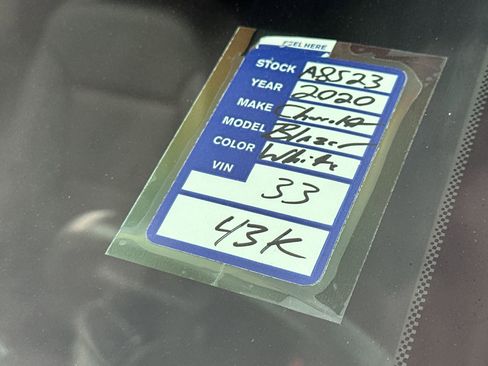 PEEL HERE
STOCK A8523
YEAR 2020
MAKE Chevrolet
MODEL Blazer
COLOR White
VIN 33
43K